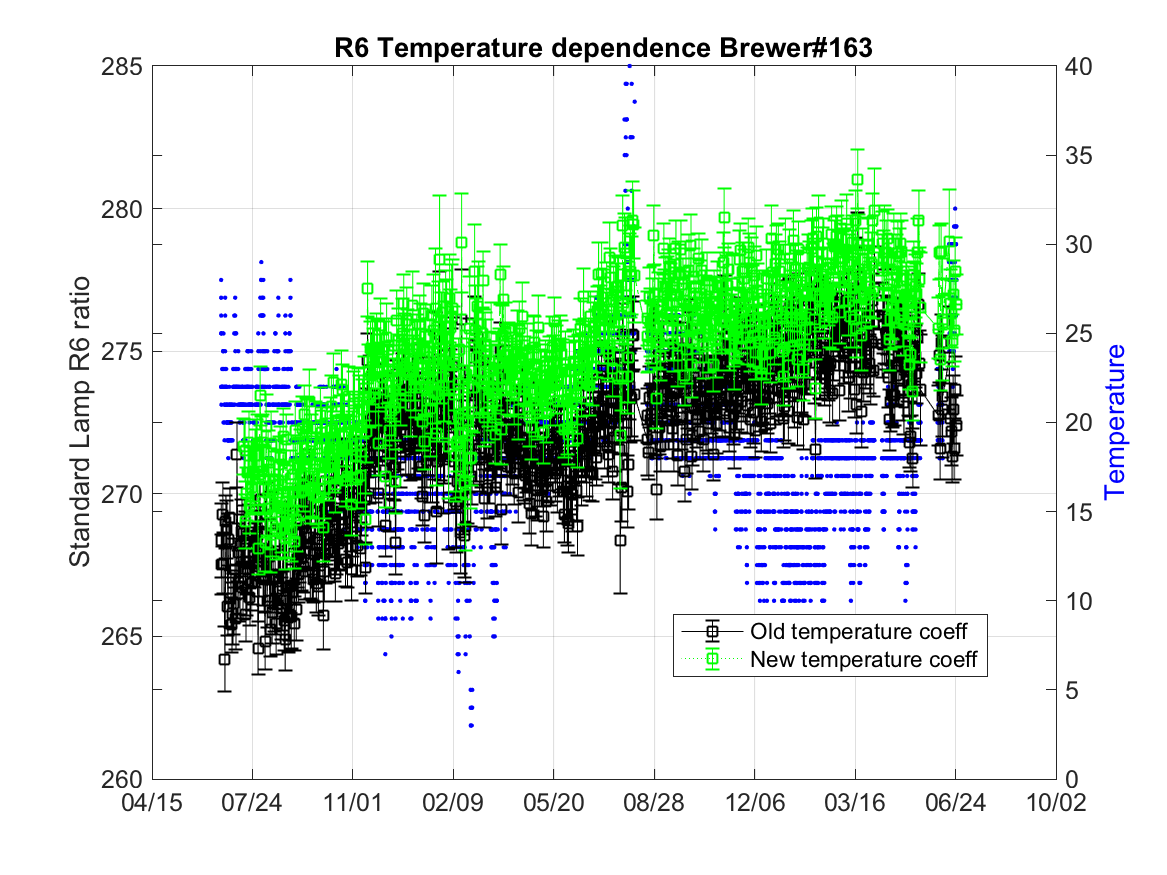 R6 Temperature dependence Brewer#163
285
280
275
270
265
260
Standard Lamp R6 ratio
40
35
30
25
20
15
10
5
0
Temperature
Old temperature coeff
New temperature coeff
04/15 07/24 11/01 02/09 05/20 08/28 12/06 03/16 06/24 10/02